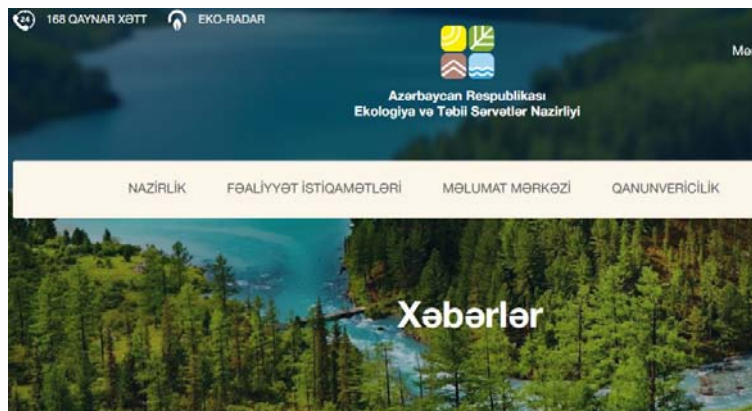 24
168 QAYNAR XƏTT
EKO-RADAR
Azərbaycan Respublikası
Ekologiya və Təbii Sərvətlər Nazirliyi
NAZİRLİK FƏALİYYƏT İSTİQAMƏTLƏRİ MƏLUMAT MƏRKƏZİ QANUNVERİCİLİK
Xəbərlər